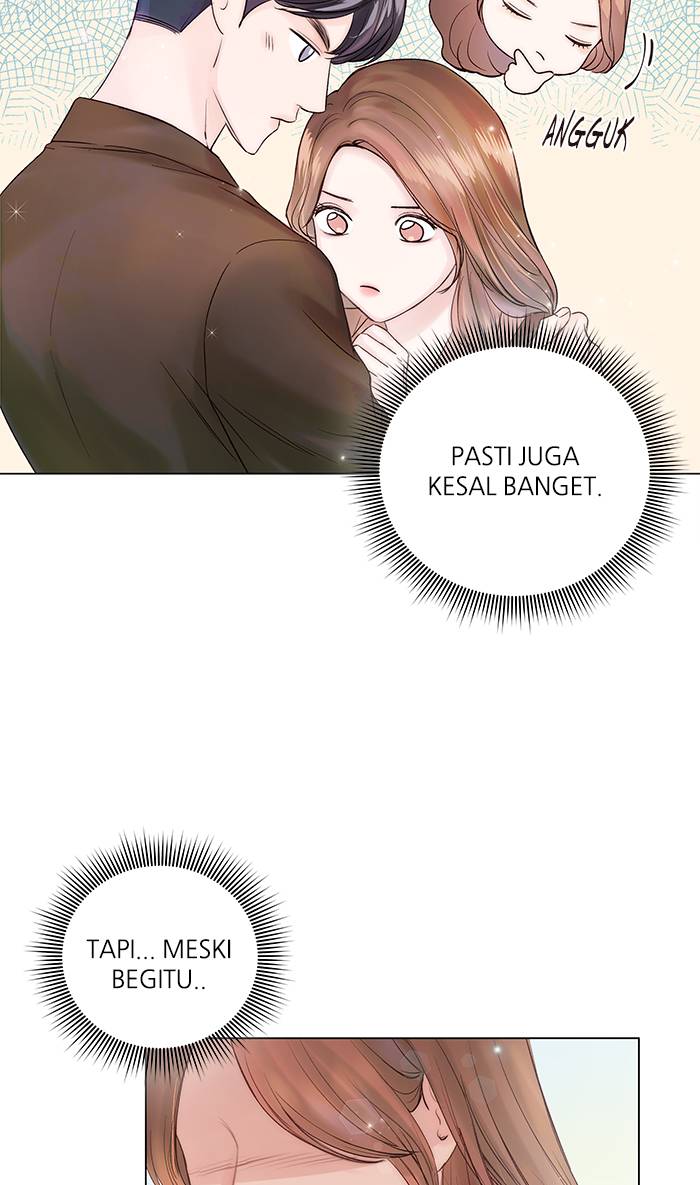 ANGGUK
PASTI JUGA
KESAL BANGET.
TAPI... MESKI
BEGITU..